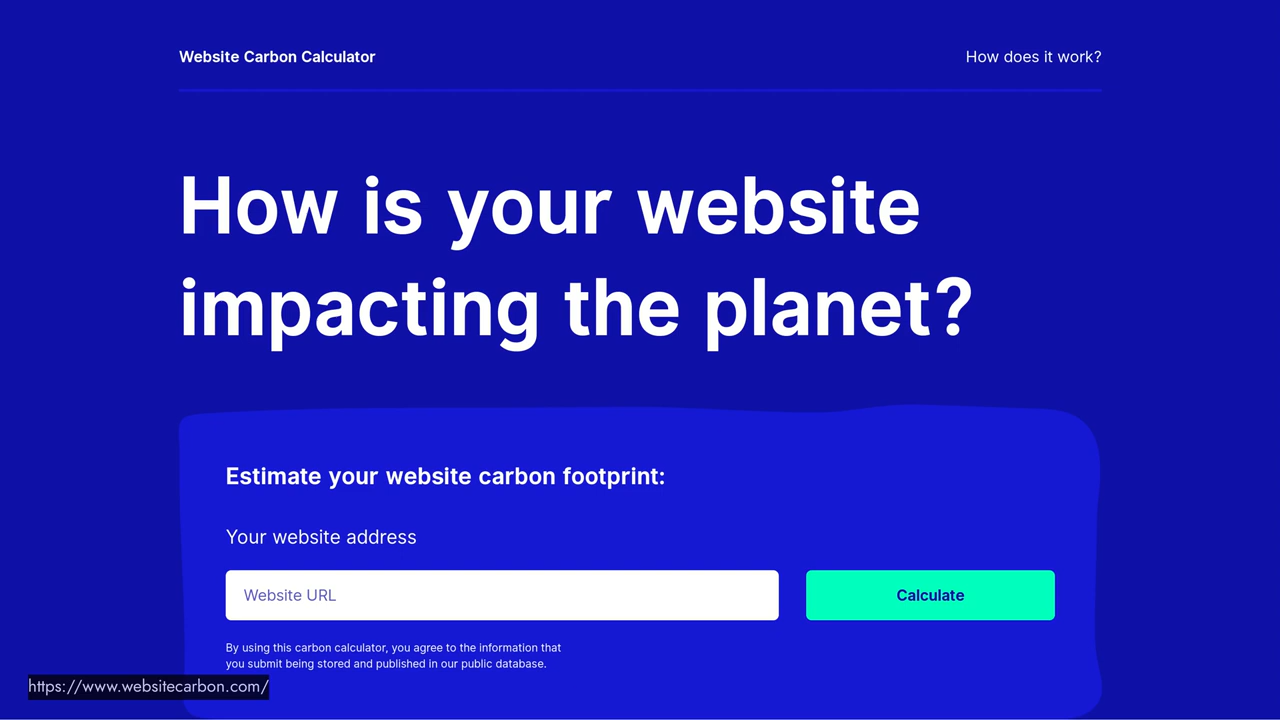 Website Carbon Calculator
How does it work?
How is your website
impacting the planet?
Estimate your website carbon footprint:
Your website address
Website URL
Calculate
By using this carbon calculator, you agree to the information that
you submit being stored and published in our public database.
https://www.websitecarbon.com/